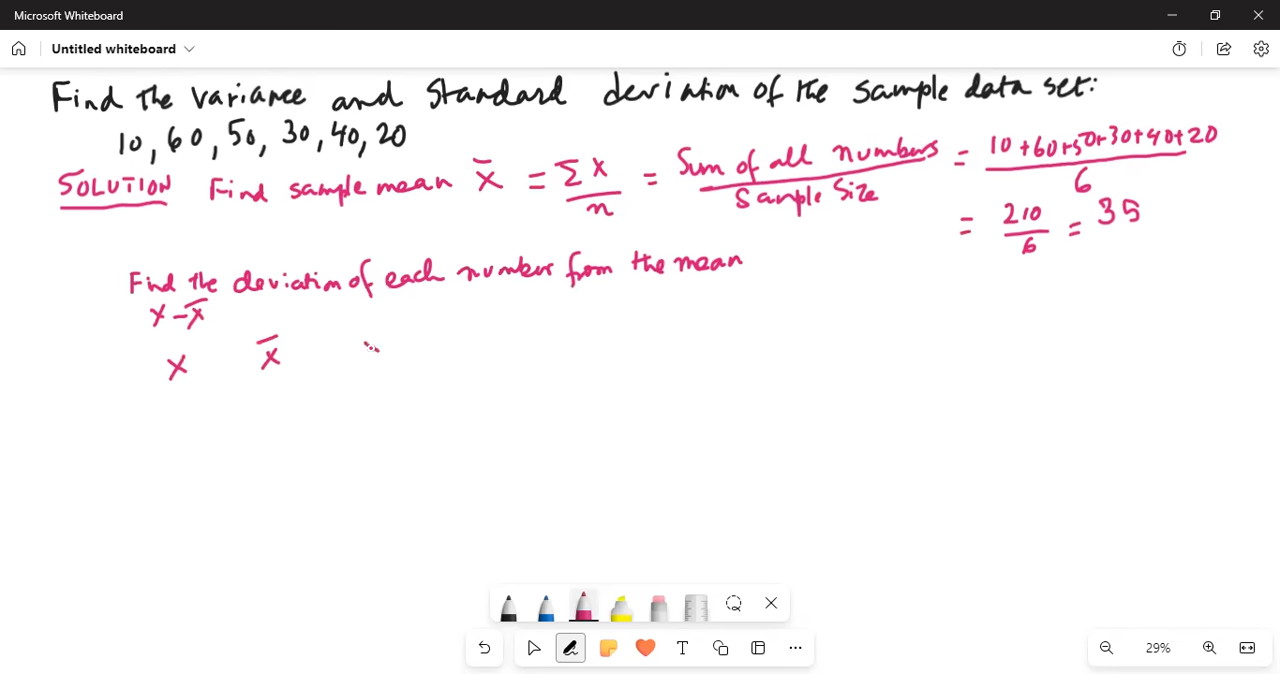 Microsoft Whiteboard
Untitled whiteboard
Find the variance and standard deviation of the sample data set:
10, 60, 50, 30, 40, 20
SOLUTION Find sample mean x̄ = Σx/n = Sum of all numbers/Sample Size = 10+60+50+30+40+20/6
= 210/6 = 35
Find the deviation of each number from the mean
x - x̄
x x̄
T
29%